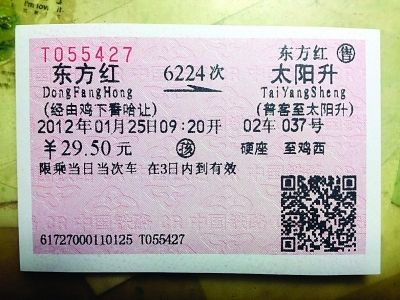 T055427 东方红 售
东方红 6224次 太阳升
DongFangHong TaiYangSheng
(经由鸡下普哈让) (普客至太阳升)
2012年01月25日09:20开 02车 037号
￥29.50元 孩 硬座 至鸡西
限乘当日当次车 在3日内到有效
61727000110125 T055427